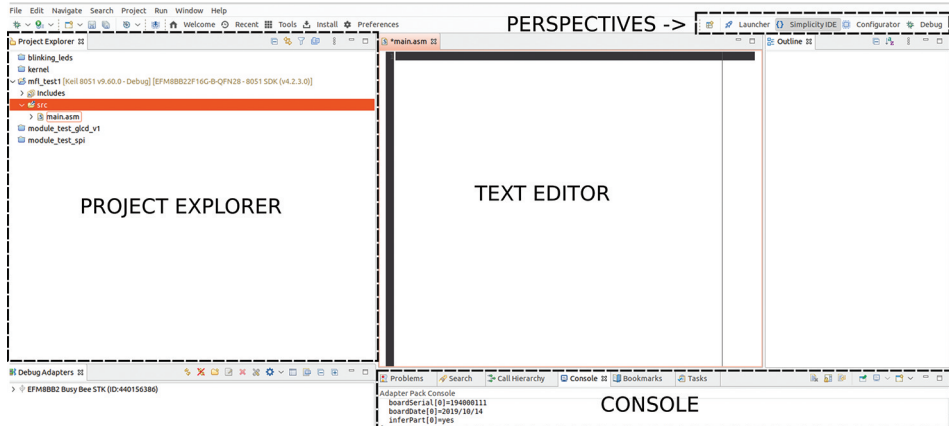 File Edit Navigate Search Project Run Window Help
Welcome Recent Tools Install Preferences
PERSPECTIVES ->
Launcher {} Simplicity IDE Configurator Debug
Project Explorer
*main.asm
Outline
blinking_leds
kernel
mfl_test1 [Keil 8051 v9.60.0 - Debug] [EFM8BB22F16G-B-QFN28 - 8051 SDK (v4.2.3.0)]
Includes
src
main.asm
module_test_glcd_v1
module_test_spi
PROJECT EXPLORER
TEXT EDITOR
Debug Adapters
EFM8BB2 Busy Bee STK (ID:440156386)
Problems Search Call Hierarchy Console Bookmarks Tasks
Adapter Pack Console
boardSerial[0]=194000111
boardDate[0]=2019/10/14
inferPart[0]=yes
CONSOLE